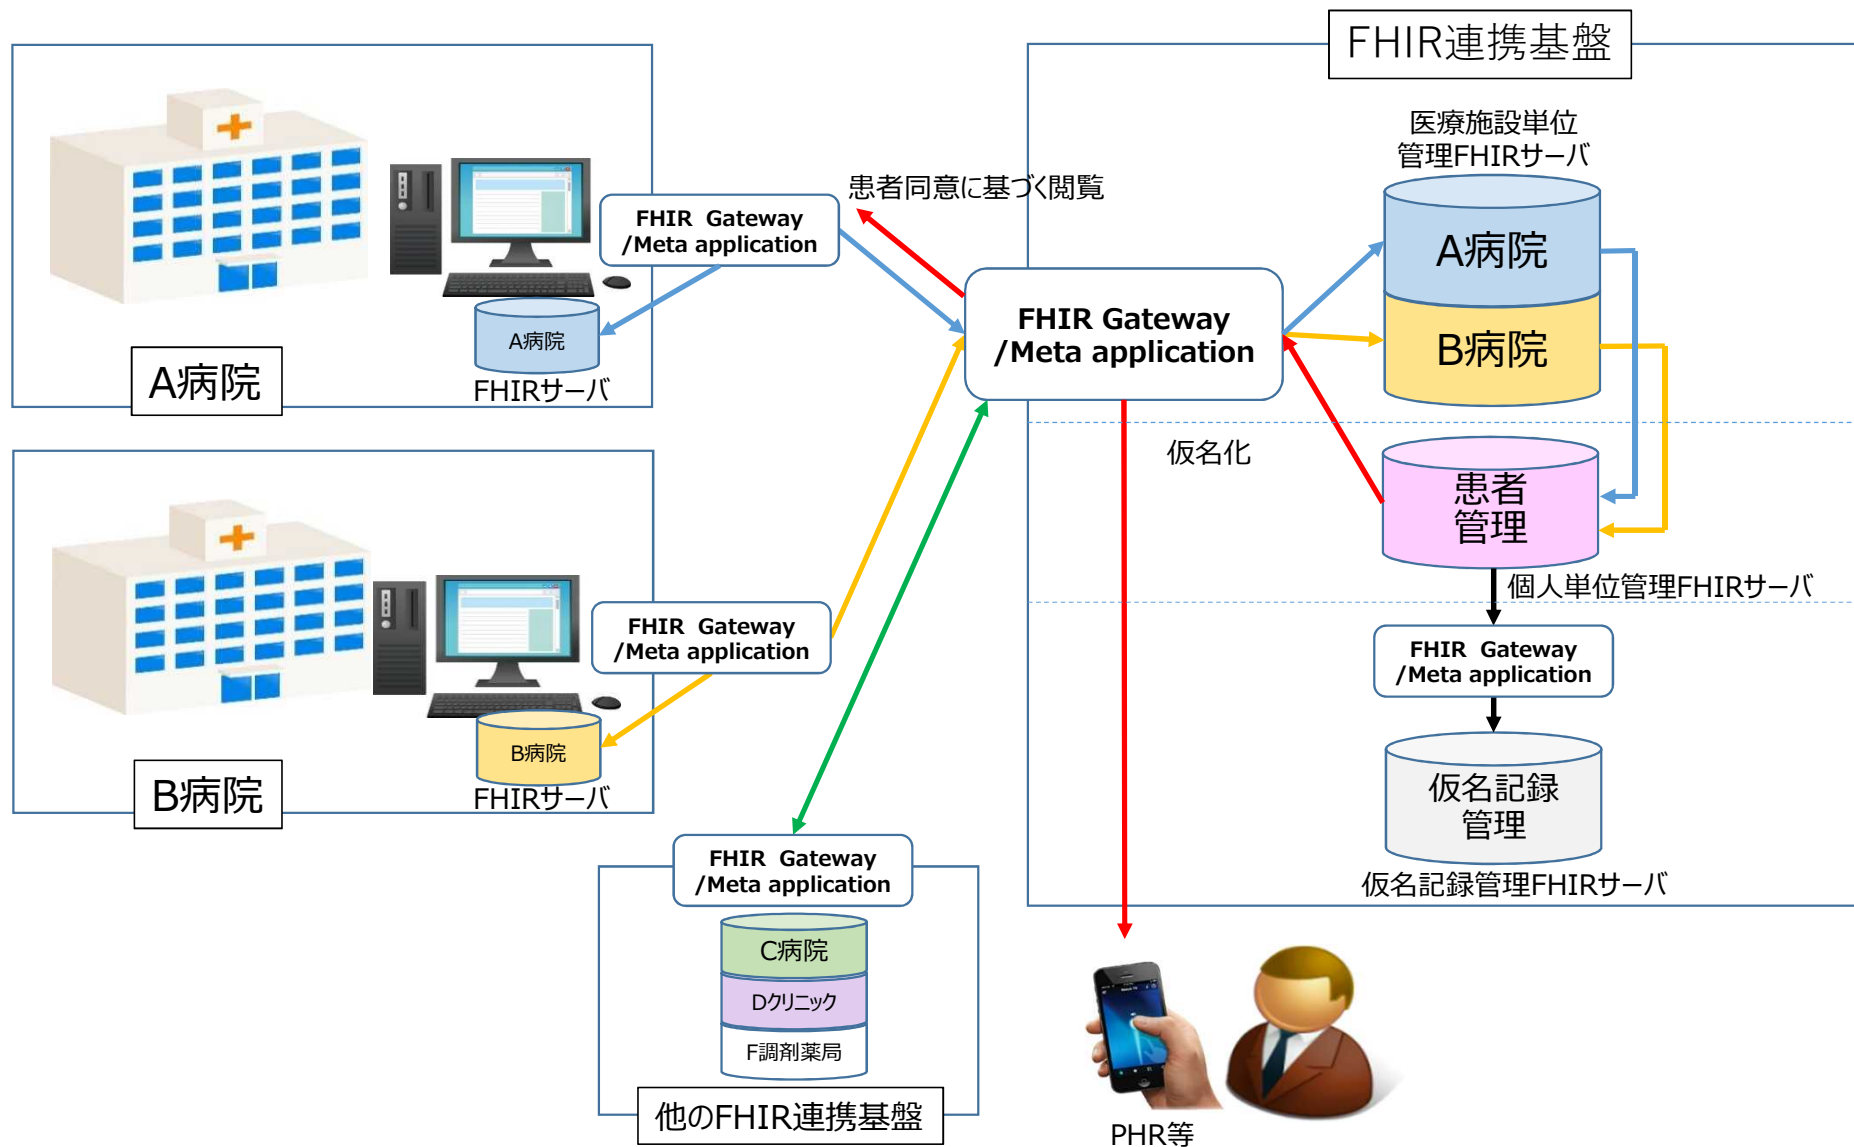 FHIR連携基盤
医療施設単位
管理FHIRサーバ
A病院
B病院
患者同意に基づく閲覧
FHIR Gateway
/Meta application
A病院
FHIRサーバ
A病院
FHIR Gateway
/Meta application
仮名化
患者
管理
個人単位管理FHIRサーバ
FHIR Gateway
/Meta application
仮名記録
管理
仮名記録管理FHIRサーバ
FHIR Gateway
/Meta application
B病院
FHIRサーバ
B病院
FHIR Gateway
/Meta application
C病院
Dクリニック
F調剤薬局
他のFHIR連携基盤
PHR等